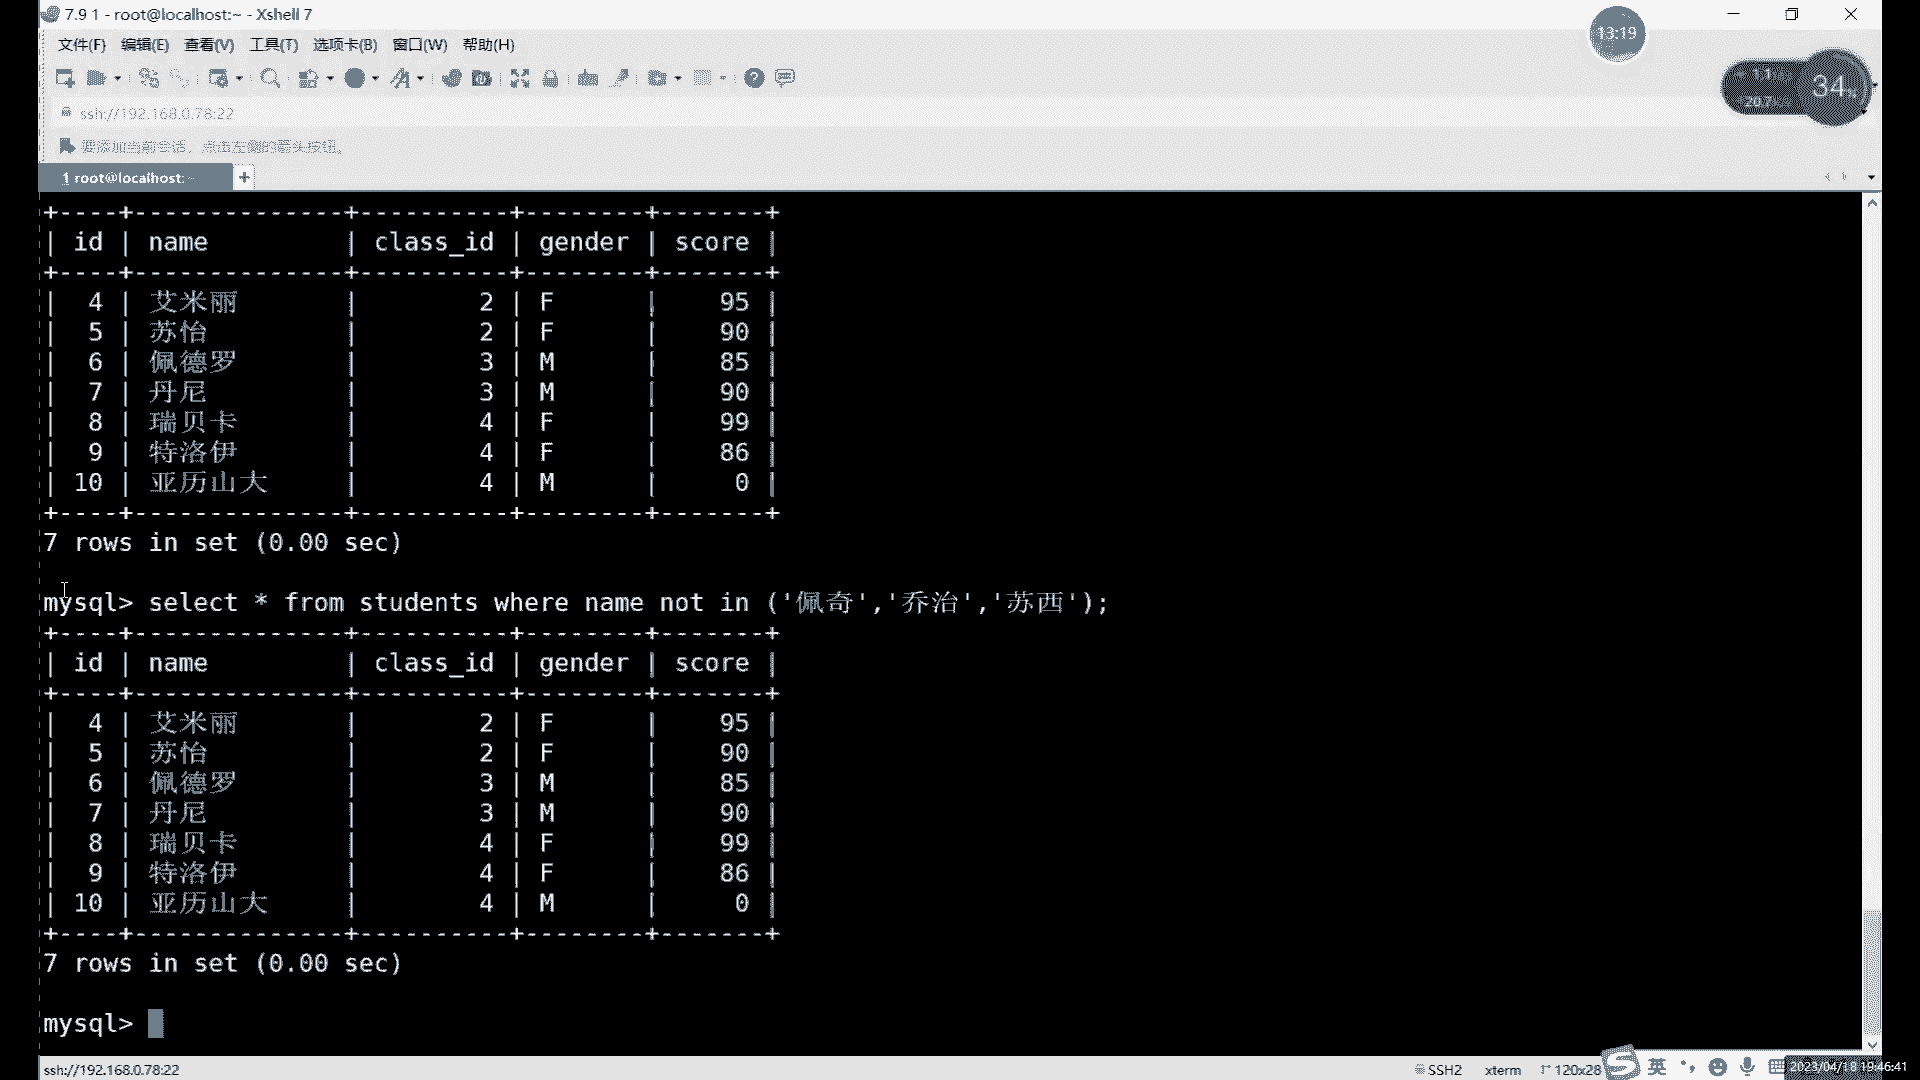 7.9 1 - root@localhost:~ - Xshell 7
13:19
文件(F) 编辑(E) 查看(V) 工具(T) 选项卡(B) 窗口(W) 帮助(H)
34%
ssh://192.168.0.78:22
要添加当前会话，点击左侧的箭头按钮。
1 root@localhost:~
+----+--------------+----------+--------+-------+
| id | name | class_id | gender | score |
+----+--------------+----------+--------+-------+
| 4 | 艾米丽 | 2 | F | 95 |
| 5 | 苏怡 | 2 | F | 90 |
| 6 | 佩德罗 | 3 | M | 85 |
| 7 | 丹尼 | 3 | M | 90 |
| 8 | 瑞贝卡 | 4 | F | 99 |
| 9 | 特洛伊 | 4 | F | 86 |
| 10 | 亚历山大 | 4 | M | 0 |
+----+--------------+----------+--------+-------+
7 rows in set (0.00 sec)
mysql> select * from students where name not in ('佩奇','乔治','苏西');
+----+--------------+----------+--------+-------+
| id | name | class_id | gender | score |
+----+--------------+----------+--------+-------+
| 4 | 艾米丽 | 2 | F | 95 |
| 5 | 苏怡 | 2 | F | 90 |
| 6 | 佩德罗 | 3 | M | 85 |
| 7 | 丹尼 | 3 | M | 90 |
| 8 | 瑞贝卡 | 4 | F | 99 |
| 9 | 特洛伊 | 4 | F | 86 |
| 10 | 亚历山大 | 4 | M | 0 |
+----+--------------+----------+--------+-------+
7 rows in set (0.00 sec)
mysql>
ssh://192.168.0.78:22 SSH2 xterm 120x28 英 2023/04/18 19:46:41